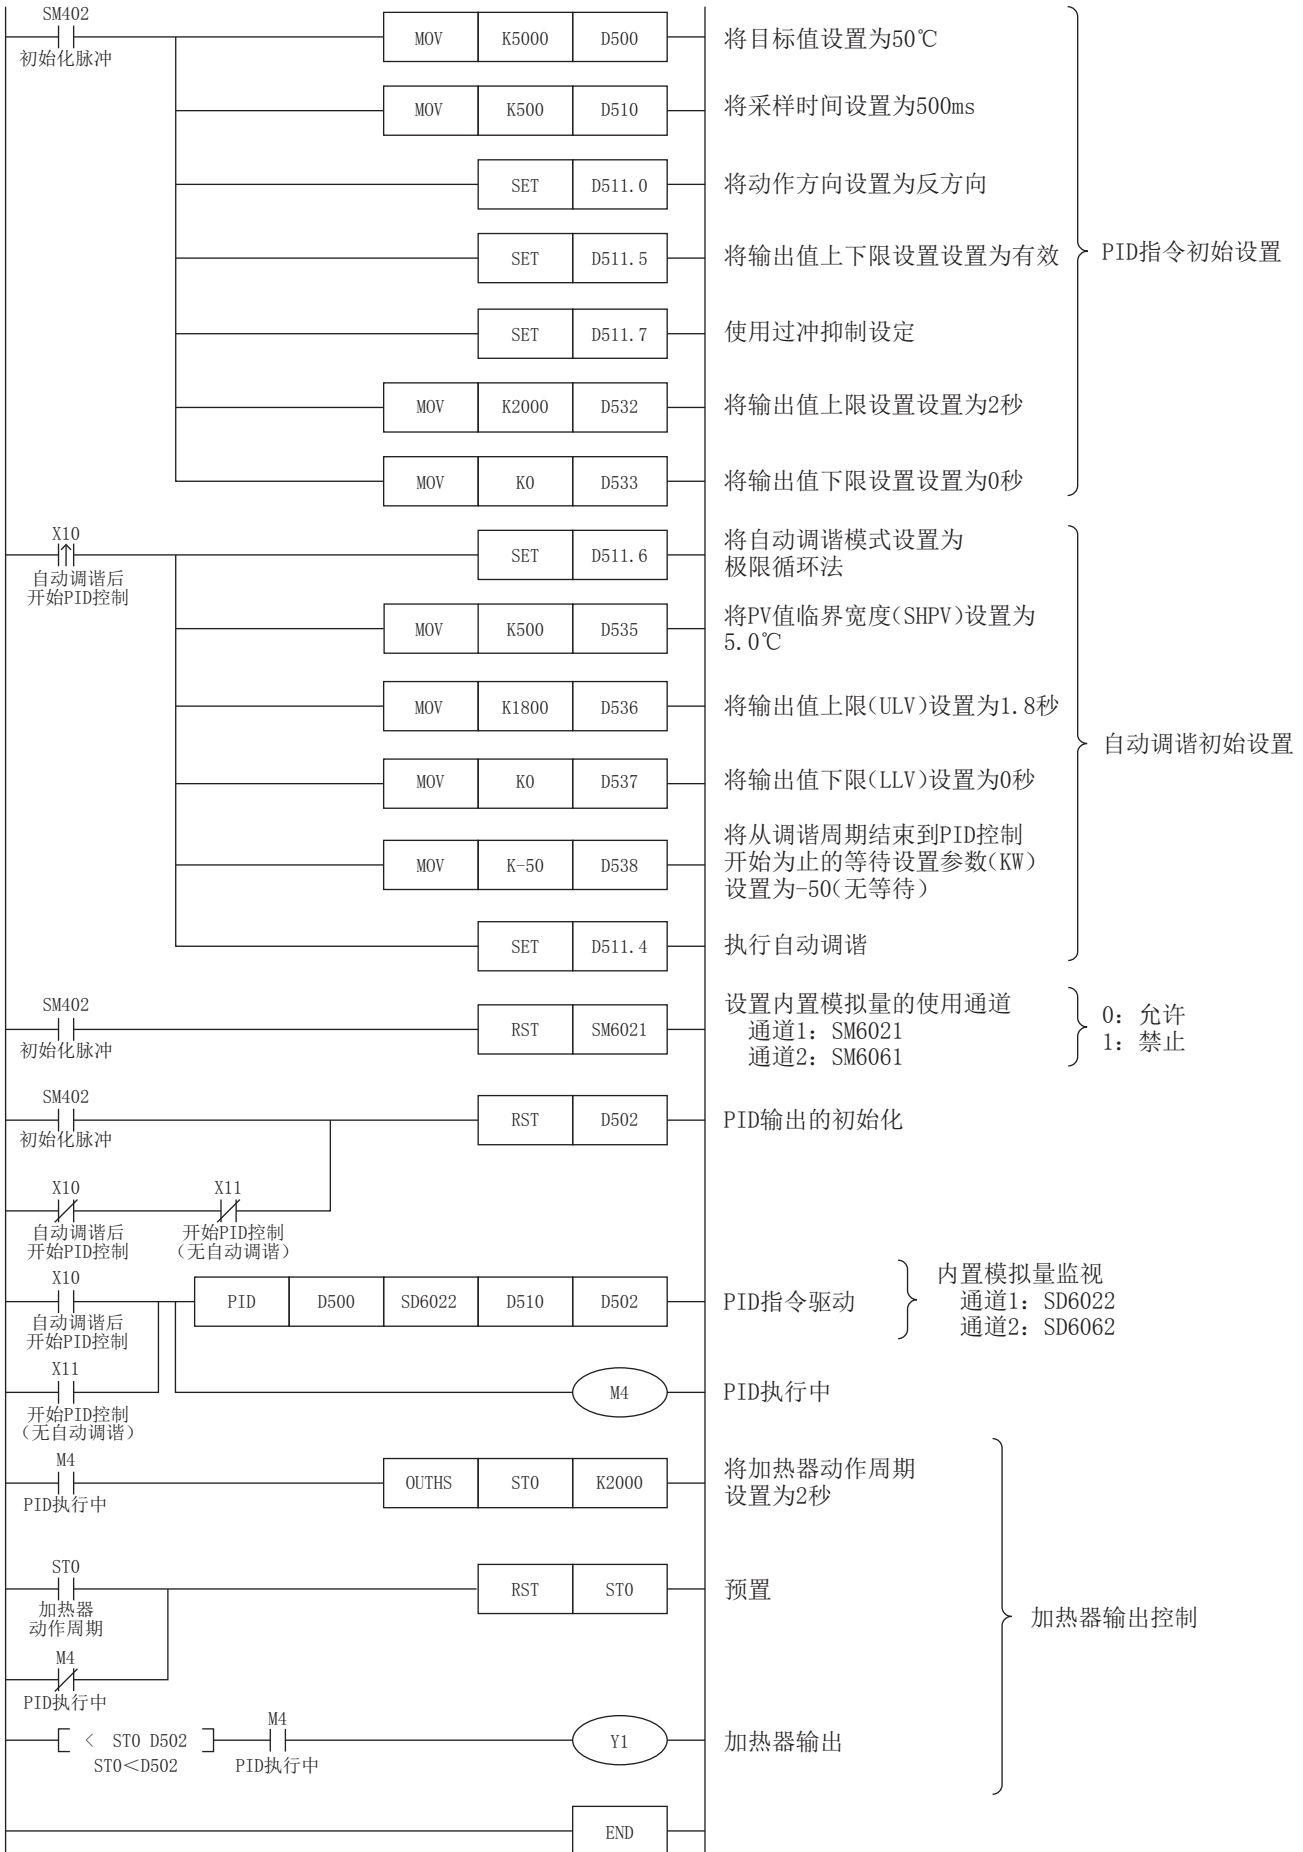 SM402
初始化脉冲
MOV K5000 D500 将目标值设置为50℃
MOV K500 D510 将采样时间设置为500ms
SET D511.0 将动作方向设置为反方向
SET D511.5 将输出值上下限设置设置为有效
PID指令初始设置
SET D511.7 使用过冲抑制设定
MOV K2000 D532 将输出值上限设置设置为2秒
MOV K0 D533 将输出值下限设置设置为0秒
X10
自动调谐后
开始PID控制
SET D511.6 将自动调谐模式设置为
极限循环法
MOV K500 D535 将PV值临界宽度(SHPV)设置为
5.0℃
MOV K1800 D536 将输出值上限(ULV)设置为1.8秒
自动调谐初始设置
MOV K0 D537 将输出值下限(LLV)设置为0秒
MOV K-50 D538 将从调谐周期结束到PID控制
开始为止的等待设置参数(KW)
设置为-50(无等待)
SET D511.4 执行自动调谐
SM402
初始化脉冲
RST SM6021 设置内置模拟量的使用通道
通道1：SM6021
通道2：SM6061
0：允许
1：禁止
SM402
初始化脉冲
RST D502 PID输出的初始化
X10
自动调谐后
开始PID控制
X11
开始PID控制
(无自动调谐)
X10
自动调谐后
开始PID控制
PID D500 SD6022 D510 D502 PID指令驱动
内置模拟量监视
通道1：SD6022
通道2：SD6062
X11
开始PID控制
(无自动调谐)
M4 PID执行中
M4
PID执行中
OUTHS ST0 K2000 将加热器动作周期
设置为2秒
ST0
加热器
动作周期
RST ST0 预置
加热器输出控制
M4
PID执行中
< ST0 D502
ST0＜D502
M4
PID执行中
Y1 加热器输出
END